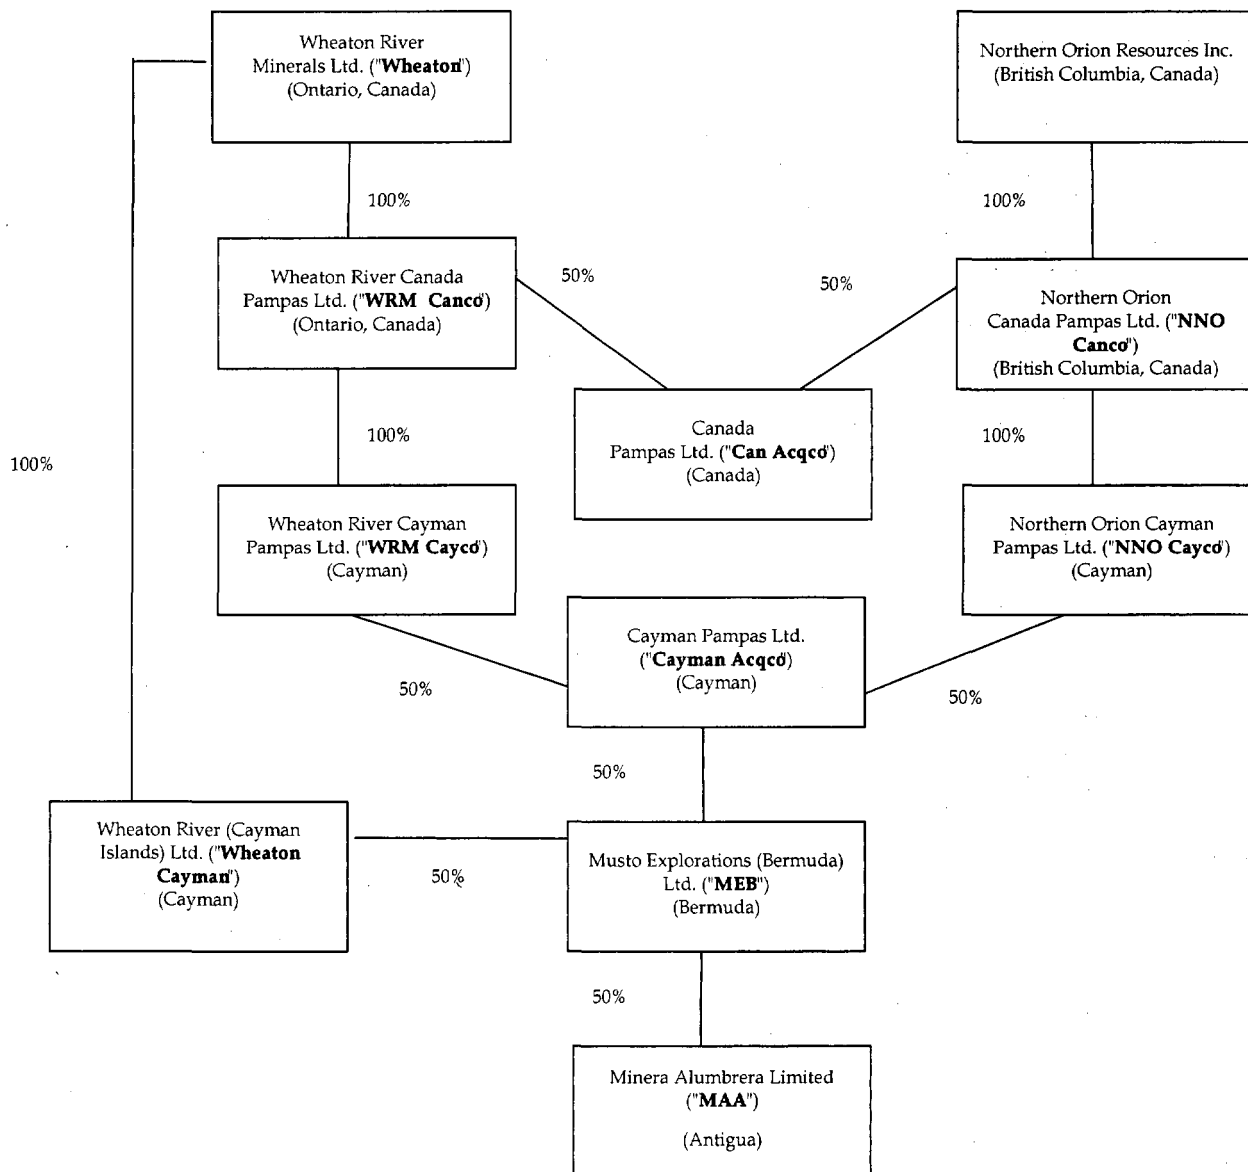 Wheaton River
Minerals Ltd. ("Wheaton")
(Ontario, Canada)
Northern Orion Resources Inc.
(British Columbia, Canada)
100%
100%
Wheaton River Canada
Pampas Ltd. ("WRM Canco")
(Ontario, Canada)
50%
50%
Northern Orion
Canada Pampas Ltd. ("NNO
Canco")
(British Columbia, Canada)
Canada
Pampas Ltd. ("Can Acqco")
(Canada)
100%
100%
100%
Wheaton River Cayman
Pampas Ltd. ("WRM Cayco")
(Cayman)
Northern Orion Cayman
Pampas Ltd. ("NNO Cayco")
(Cayman)
Cayman Pampas Ltd.
("Cayman Acqco")
(Cayman)
50%
50%
50%
Wheaton River (Cayman
Islands) Ltd. ("Wheaton
Cayman")
(Cayman)
50%
Musto Explorations (Bermuda)
Ltd. ("MEB")
(Bermuda)
50%
Minera Alumbrera Limited
("MAA")
(Antigua)